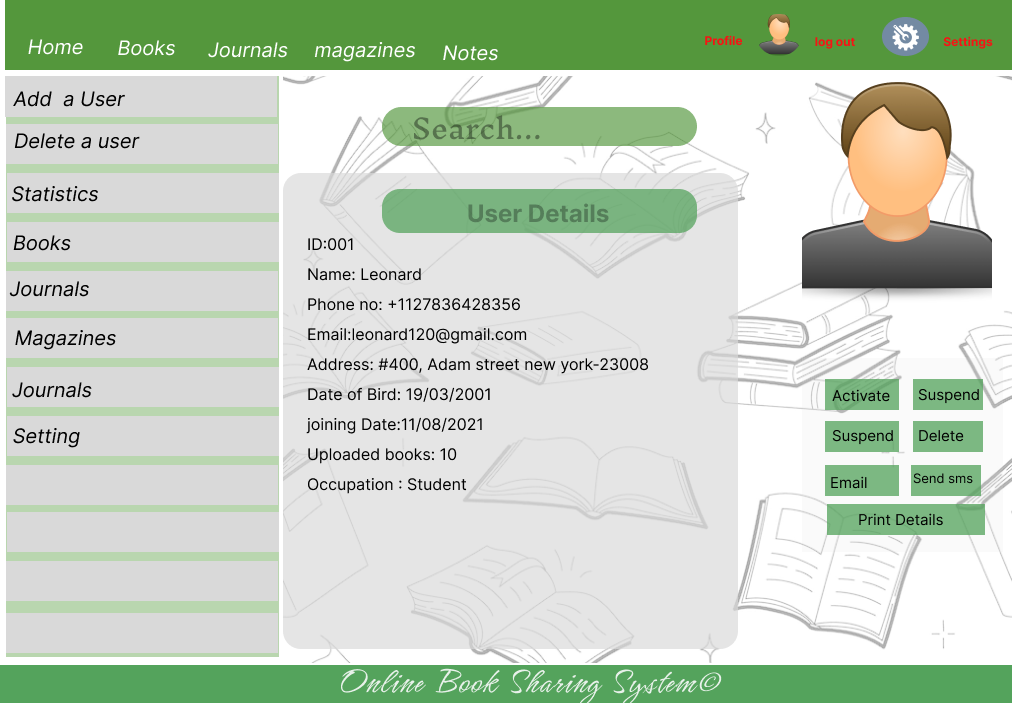 Home Books Journals magazines Notes Profile log out Settings
Add a User
Delete a user
Statistics
Books
Journals
Magazines
Journals
Setting
Search...
User Details
ID:001
Name: Leonard
Phone no: +1127836428356
Email:leonard120@gmail.com
Address: #400, Adam street new york-23008
Date of Bird: 19/03/2001
joining Date:11/08/2021
Uploaded books: 10
Occupation : Student
Activate Suspend
Suspend Delete
Email Send sms
Print Details
Online Book Sharing System©